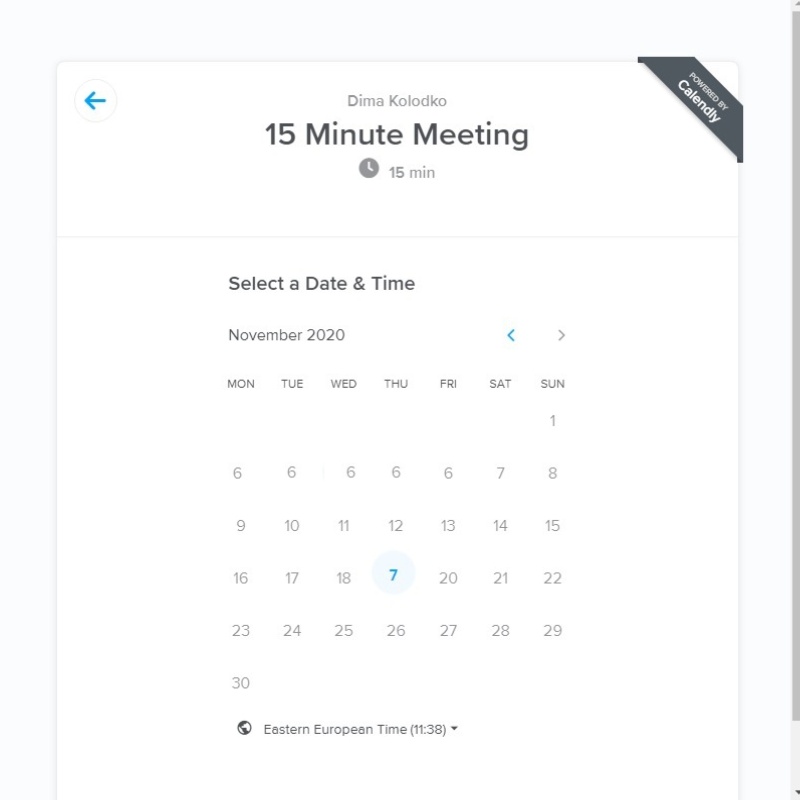 POWERED BY
Calendly
Dima Kolodko
15 Minute Meeting
15 min
Select a Date & Time
November 2020
MON TUE WED THU FRI SAT SUN
1
6 6 6 6 6 7 8
9 10 11 12 13 14 15
16 17 18 7 20 21 22
23 24 25 26 27 28 29
30
Eastern European Time (11:38)